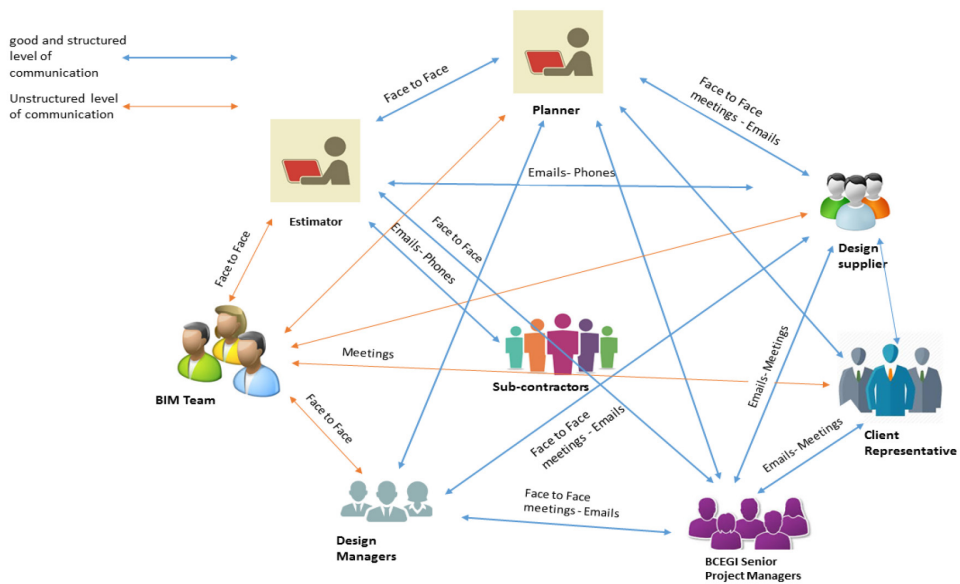 good and structured
level of
communication
Unstructured level
of communication
Face to Face
Planner
Face to Face
meetings - Emails
Estimator
Emails- Phones
Face to Face
Emails- Phones
Face to Face
Design
supplier
BIM Team
Meetings
Sub-contractors
Emails- Meetings
Client
Representative
Face to Face
Face to Face
meetings - Emails
Emails- Meetings
Design
Managers
Face to Face
meetings - Emails
BCEGI Senior
Project Managers